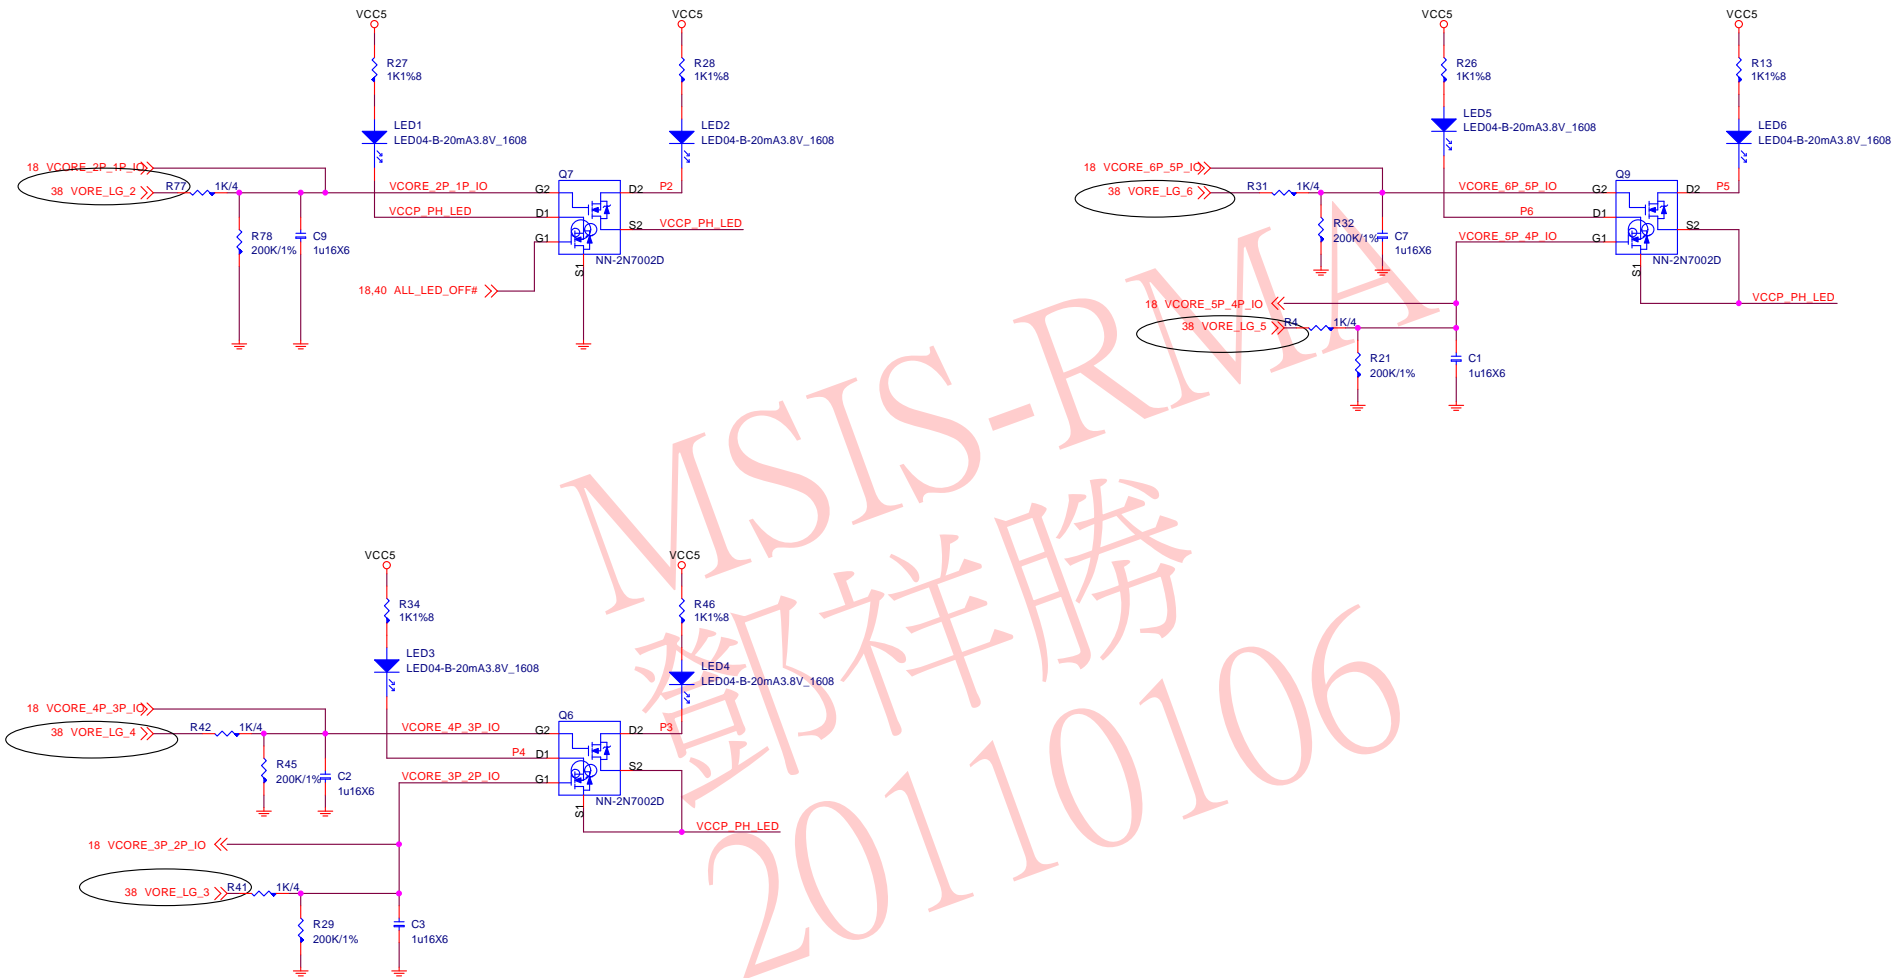 VCC5
R27
1K1%8
LED1
LED04-B-20mA3.8V_1608
VCC5
R28
1K1%8
LED2
LED04-B-20mA3.8V_1608
18 VCORE_2P_1P_IO
38 VORE_LG_2
R77
1K/4
R78
200K/1%
C9
1u16X6
VCORE_2P_1P_IO
VCCP_PH_LED
18,40 ALL_LED_OFF#
Q7
G2
D1
G1
D2
S2
S1
P2
VCCP_PH_LED
NN-2N7002D
VCC5
R26
1K1%8
LED5
LED04-B-20mA3.8V_1608
VCC5
R13
1K1%8
LED6
LED04-B-20mA3.8V_1608
18 VCORE_6P_5P_IO
38 VORE_LG_6
R31
1K/4
R32
200K/1%
C7
1u16X6
VCORE_6P_5P_IO
P6
VCORE_5P_4P_IO
Q9
G2
D1
G1
D2
S2
S1
P5
NN-2N7002D
VCCP_PH_LED
18 VCORE_5P_4P_IO
38 VORE_LG_5
R4
1K/4
R21
200K/1%
C1
1u16X6
MSIS-RMA
鄧祥勝
20110106
VCC5
R34
1K1%8
LED3
LED04-B-20mA3.8V_1608
VCC5
R46
1K1%8
LED4
LED04-B-20mA3.8V_1608
18 VCORE_4P_3P_IO
38 VORE_LG_4
R42
1K/4
R45
200K/1%
C2
1u16X6
VCORE_4P_3P_IO
P4
VCORE_3P_2P_IO
Q6
G2
D1
G1
D2
S2
S1
P3
NN-2N7002D
VCCP_PH_LED
18 VCORE_3P_2P_IO
38 VORE_LG_3
R41
1K/4
R29
200K/1%
C3
1u16X6